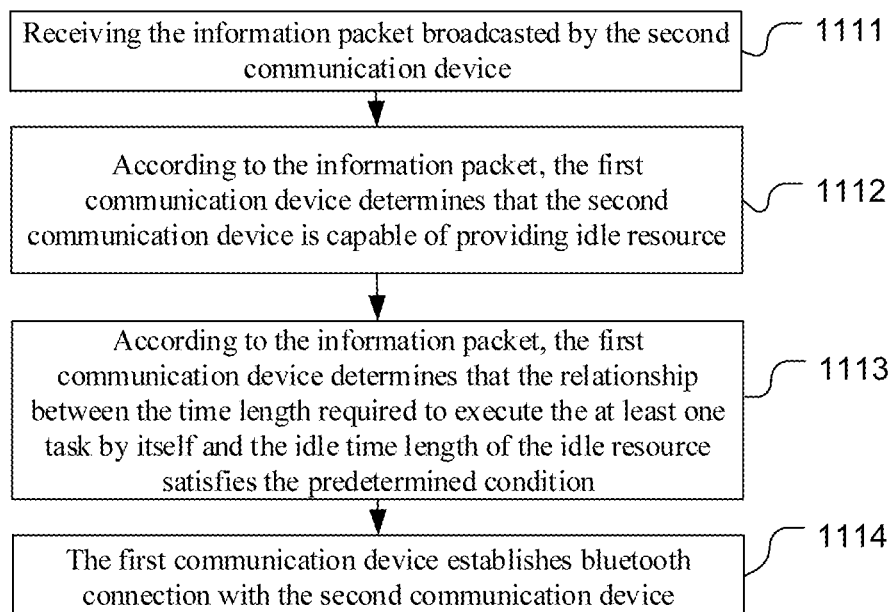 Receiving the information packet broadcasted by the second
communication device
1111
According to the information packet, the first
communication device determines that the second
communication device is capable of providing idle resource
1112
According to the information packet, the first
communication device determines that the relationship
between the time length required to execute the at least one
task by itself and the idle time length of the idle resource
satisfies the predetermined condition
1113
The first communication device establishes bluetooth
connection with the second communication device
1114